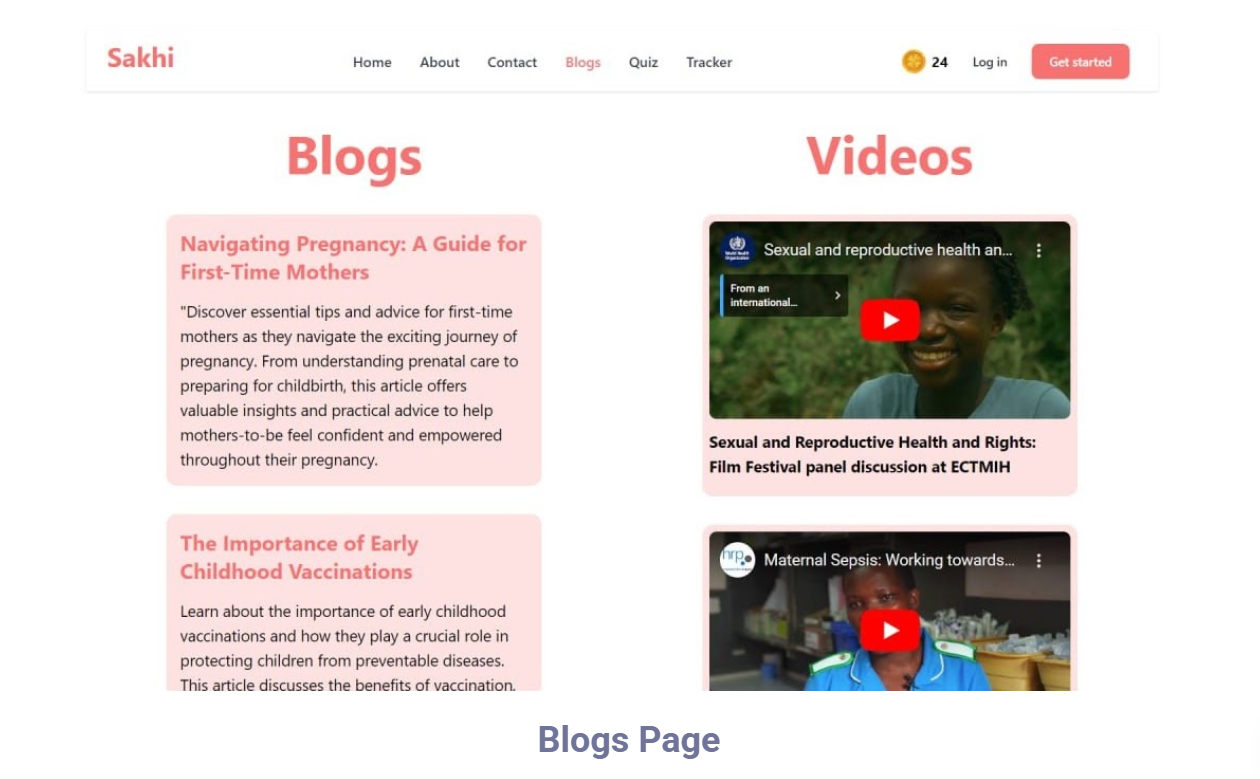 Sakhi
Home About Contact Blogs Quiz Tracker
24 Log in Get started
Blogs
Navigating Pregnancy: A Guide for
First-Time Mothers
"Discover essential tips and advice for first-time
mothers as they navigate the exciting journey of
pregnancy. From understanding prenatal care to
preparing for childbirth, this article offers
valuable insights and practical advice to help
mothers-to-be feel confident and empowered
throughout their pregnancy.
The Importance of Early
Childhood Vaccinations
Learn about the importance of early childhood
vaccinations and how they play a crucial role in
protecting children from preventable diseases.
This article discusses the benefits of vaccination,
Videos
World Health
Organization
Sexual and reproductive health an...
From an
international...
Sexual and Reproductive Health and Rights:
Film Festival panel discussion at ECTMIH
hrp
Maternal Sepsis: Working towards...
Blogs Page